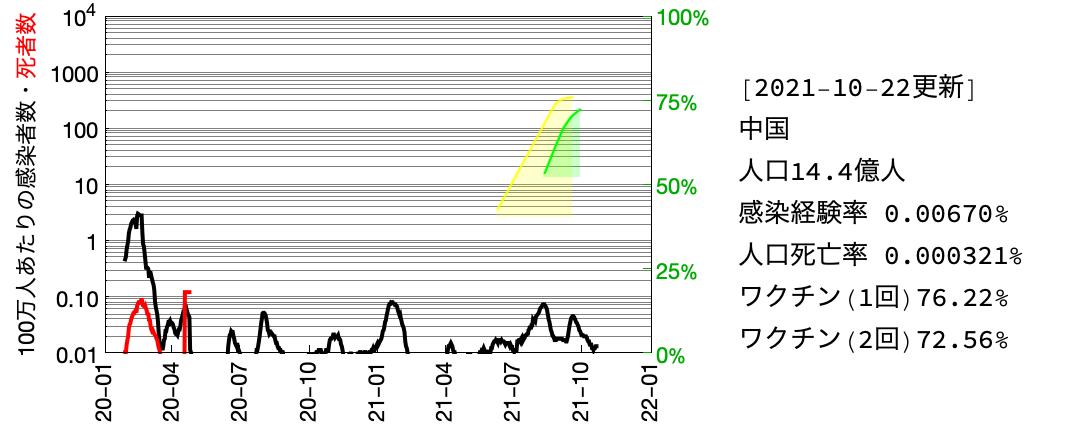 100万人あたりの感染者数・死者数
10^4
1000
100
10
1
0.10
0.01
100%
75%
50%
25%
0%
20-01
20-04
20-07
20-10
21-01
21-04
21-07
21-10
22-01
[2021-10-22更新]
中国
人口14.4億人
感染経験率 0.00670%
人口死亡率 0.000321%
ワクチン(1回)76.22%
ワクチン(2回)72.56%